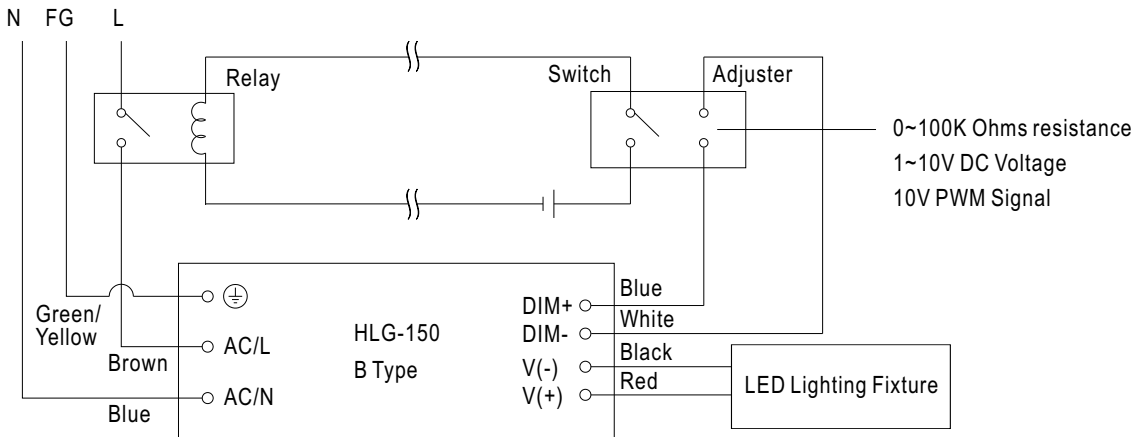 N FG L
Relay
Switch
Adjuster
0~100K Ohms resistance
1~10V DC Voltage
10V PWM Signal
Green/
Yellow
Brown
Blue
AC/L
AC/N
HLG-150
B Type
DIM+
DIM-
V(-)
V(+)
Blue
White
Black
Red
LED Lighting Fixture